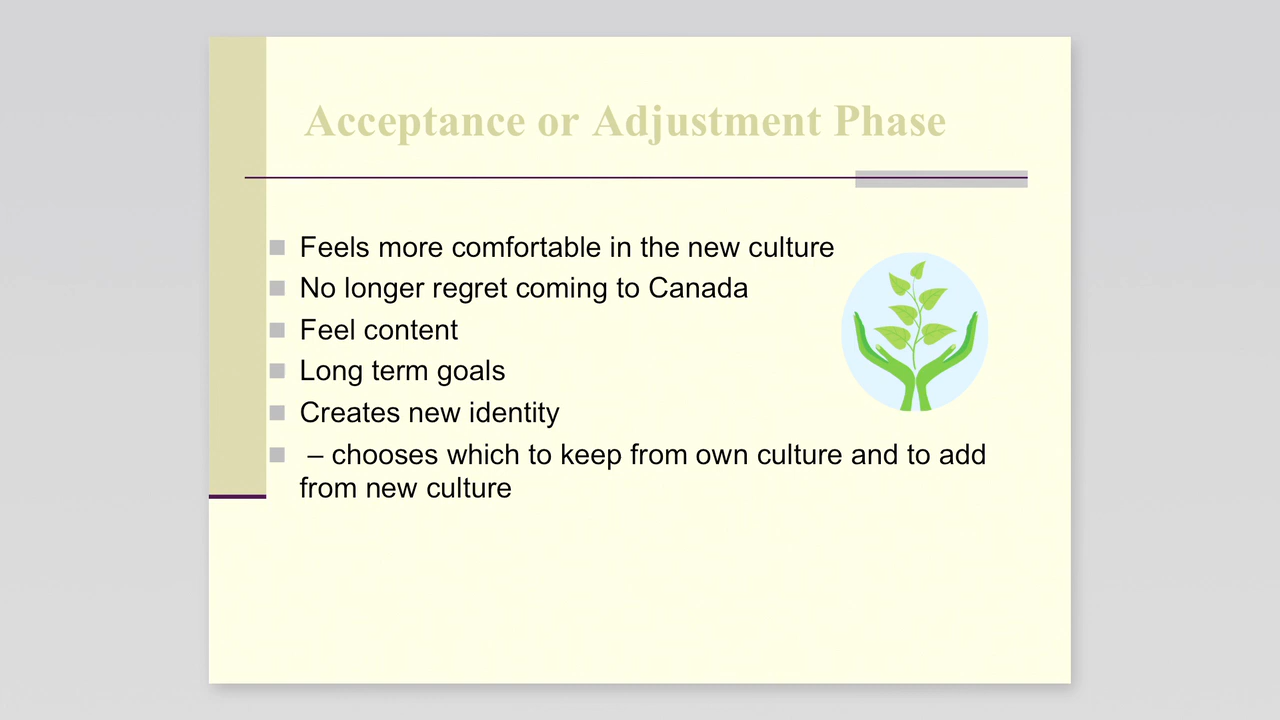 Acceptance or Adjustment Phase
Feels more comfortable in the new culture
No longer regret coming to Canada
Feel content
Long term goals
Creates new identity
– chooses which to keep from own culture and to add
from new culture